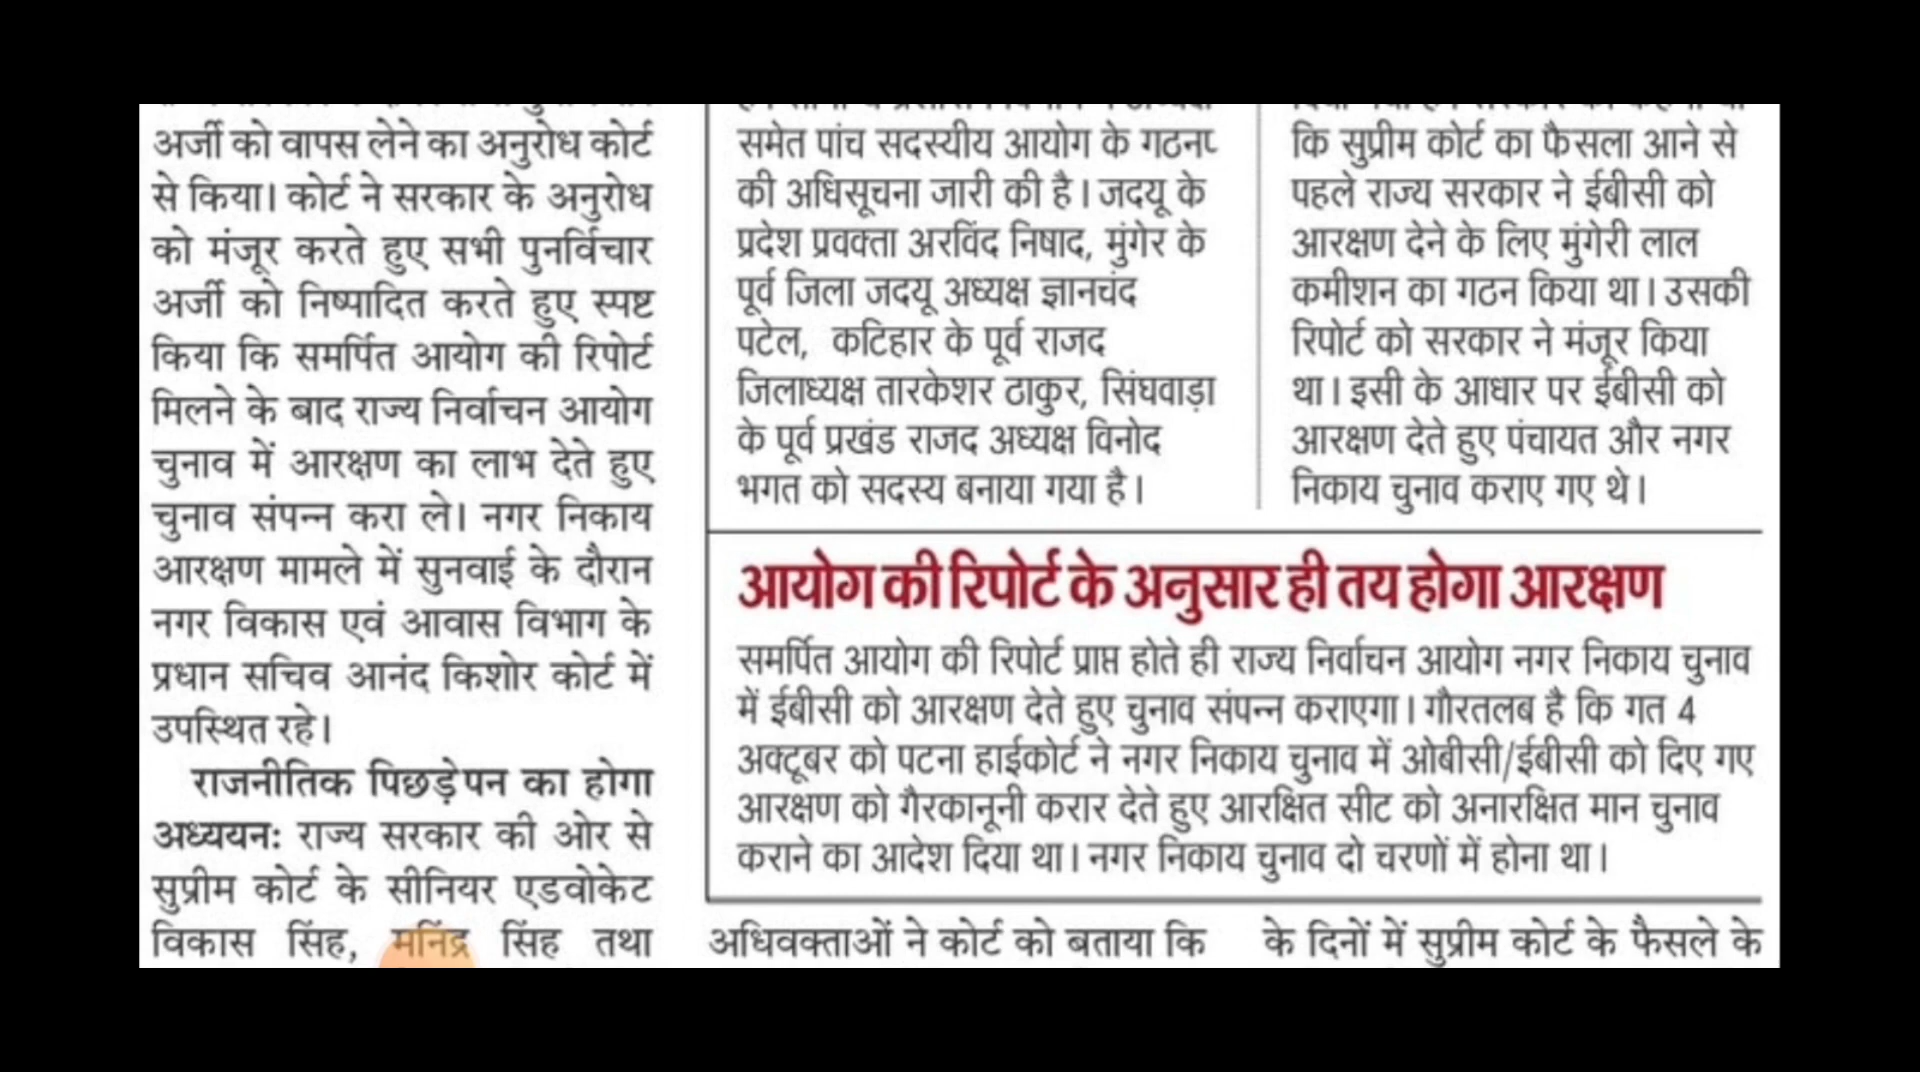 अर्जी को वापस लेने का अनुरोध कोर्ट
से किया। कोर्ट ने सरकार के अनुरोध
को मंजूर करते हुए सभी पुनर्विचार
अर्जी को निष्पादित करते हुए स्पष्ट
किया कि समर्पित आयोग की रिपोर्ट
मिलने के बाद राज्य निर्वाचन आयोग
चुनाव में आरक्षण का लाभ देते हुए
चुनाव संपन्न करा ले। नगर निकाय
आरक्षण मामले में सुनवाई के दौरान
नगर विकास एवं आवास विभाग के
प्रधान सचिव आनंद किशोर कोर्ट में
उपस्थित रहे।
राजनीतिक पिछड़ेपन का होगा
अध्ययन: राज्य सरकार की ओर से
सुप्रीम कोर्ट के सीनियर एडवोकेट
विकास सिंह, मनिंद्र सिंह तथा
समेत पांच सदस्यीय आयोग के गठन
की अधिसूचना जारी की है। जदयू के
प्रदेश प्रवक्ता अरविंद निषाद, मुंगेर के
पूर्व जिला जदयू अध्यक्ष ज्ञानचंद
पटेल, कटिहार के पूर्व राजद
जिलाध्यक्ष तारकेशर ठाकुर, सिंघवाड़ा
के पूर्व प्रखंड राजद अध्यक्ष विनोद
भगत को सदस्य बनाया गया है।
कि सुप्रीम कोर्ट का फैसला आने से
पहले राज्य सरकार ने ईबीसी को
आरक्षण देने के लिए मुंगेरी लाल
कमीशन का गठन किया था। उसकी
रिपोर्ट को सरकार ने मंजूर किया
था। इसी के आधार पर ईबीसी को
आरक्षण देते हुए पंचायत और नगर
निकाय चुनाव कराए गए थे।
आयोग की रिपोर्ट के अनुसार ही तय होगा आरक्षण
समर्पित आयोग की रिपोर्ट प्राप्त होते ही राज्य निर्वाचन आयोग नगर निकाय चुनाव
में ईबीसी को आरक्षण देते हुए चुनाव संपन्न कराएगा। गौरतलब है कि गत 4
अक्टूबर को पटना हाईकोर्ट ने नगर निकाय चुनाव में ओबीसी/ईबीसी को दिए गए
आरक्षण को गैरकानूनी करार देते हुए आरक्षित सीट को अनारक्षित मान चुनाव
कराने का आदेश दिया था। नगर निकाय चुनाव दो चरणों में होना था।
अधिवक्ताओं ने कोर्ट को बताया कि
के दिनों में सुप्रीम कोर्ट के फैसले के